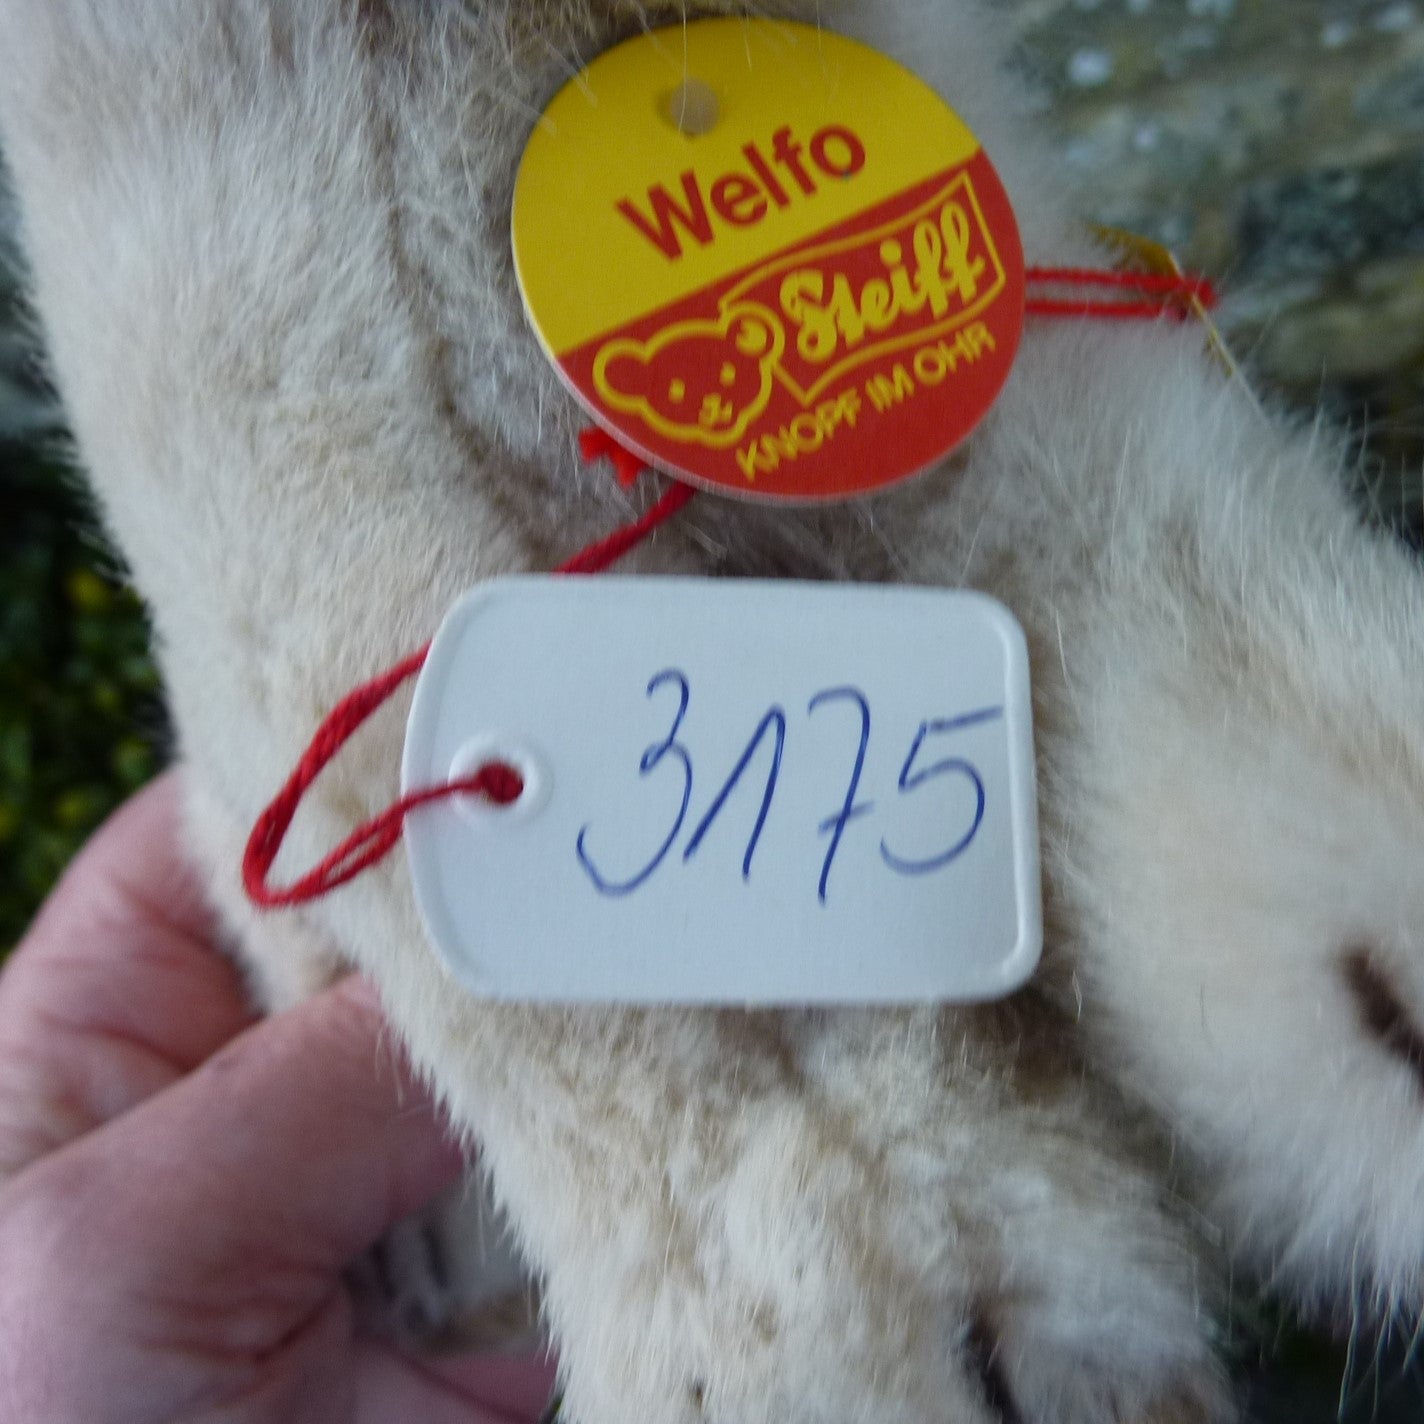 Welfo
Steiff
KNOPF IM OHR
3175